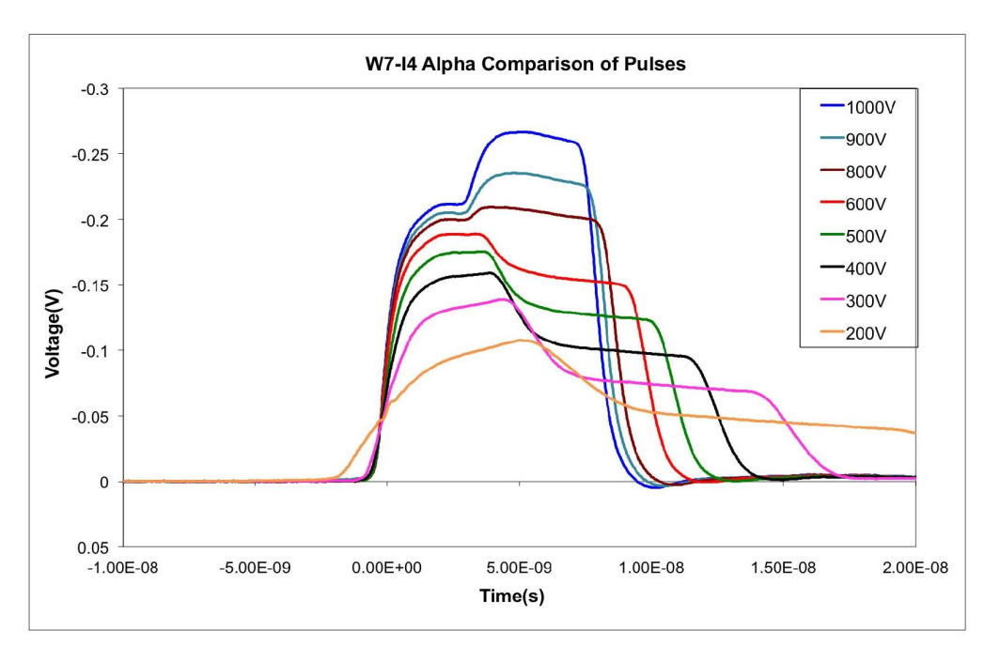 W7-I4 Alpha Comparison of Pulses
-0.3
-0.25
-0.2
-0.15
-0.1
-0.05
0
0.05
Voltage(V)
1000V
900V
800V
600V
500V
400V
300V
200V
-1.00E-08 -5.00E-09 0.00E+00 5.00E-09 1.00E-08 1.50E-08 2.00E-08
Time(s)